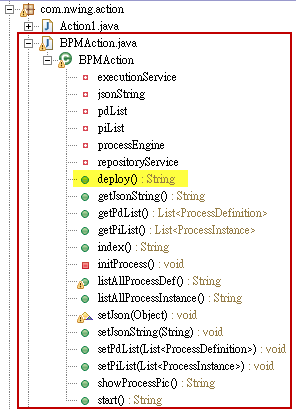 com.nwing.action
Action1.java
BPMAction.java
BPMAction
executionService
jsonString
pdList
piList
processEngine
repositoryService
deploy() : String
getJsonString() : String
getPdList() : List<ProcessDefinition>
getPiList() : List<ProcessInstance>
index() : String
initProcess() : void
listAllProcessDef() : String
listAllProcessInstance() : String
setJson(Object) : void
setJsonString(String) : void
setPdList(List<ProcessDefinition>) : void
setPiList(List<ProcessInstance>) : void
showProcessPic() : String
start() : String